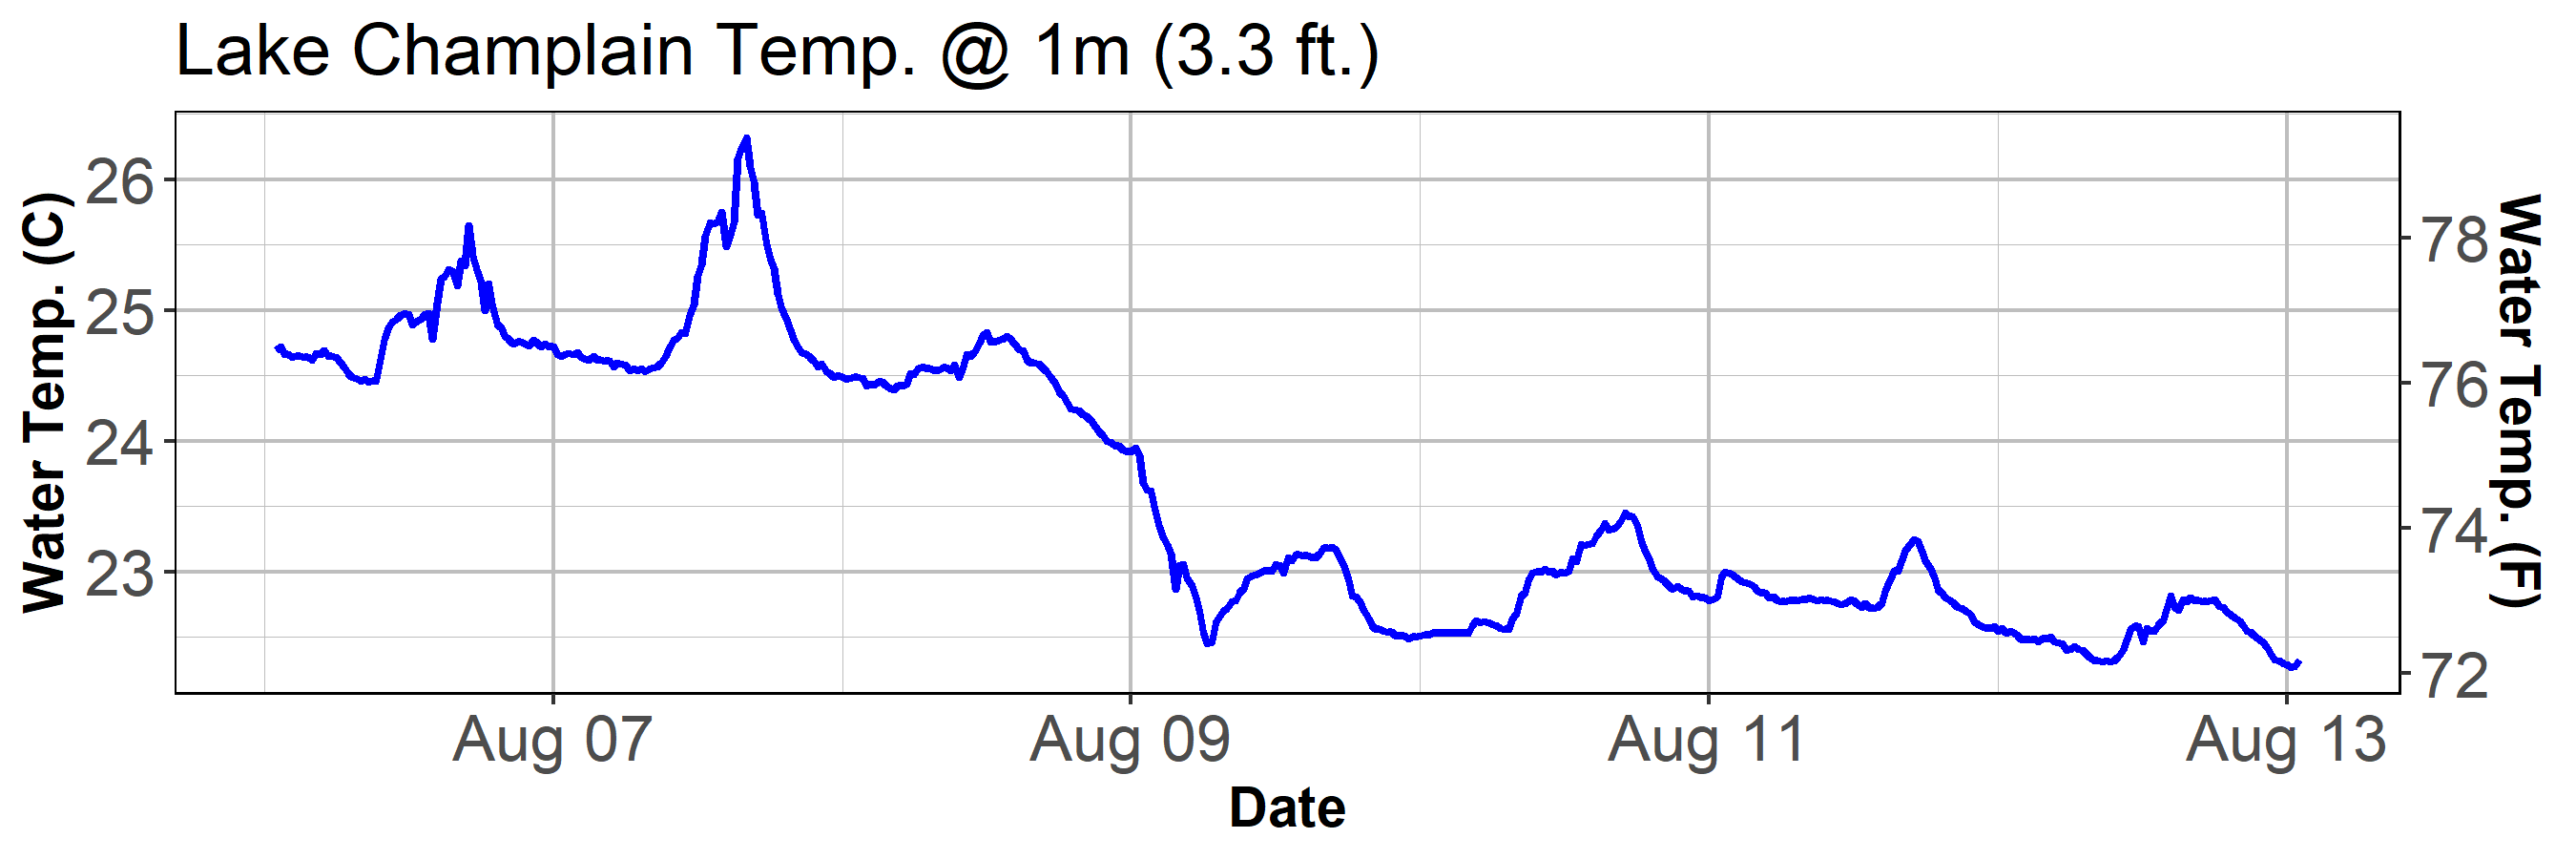 Lake Champlain Temp. @ 1m (3.3 ft.)
Water Temp. (C)
26
25
24
23
78
76
74
72
Water Temp. (F)
Aug 07
Aug 09
Aug 11
Aug 13
Date